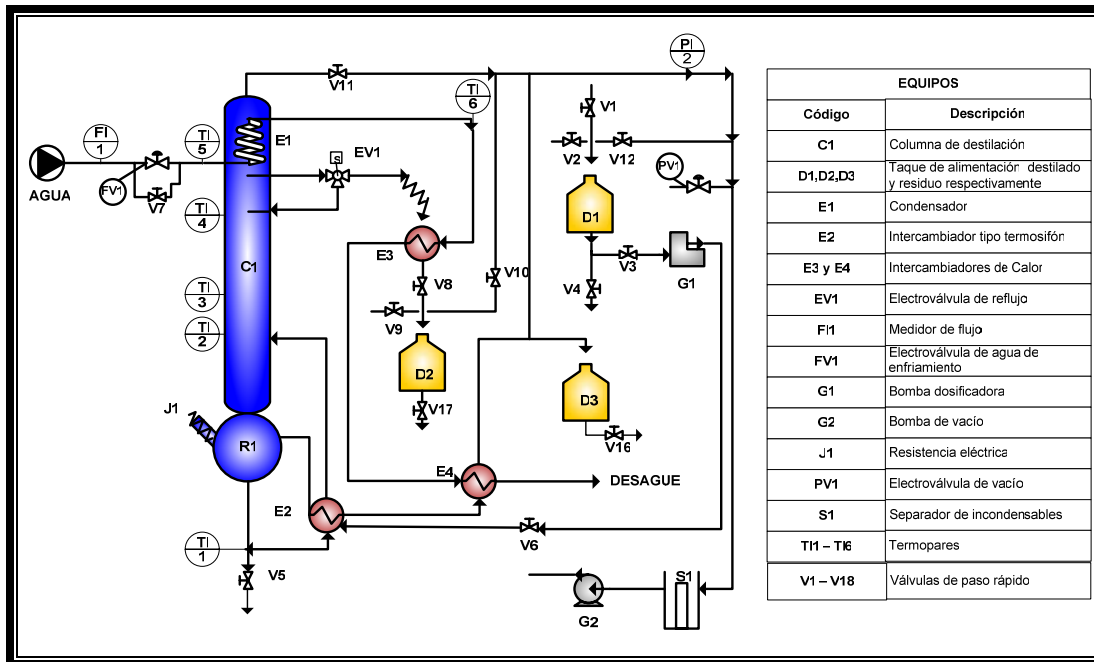 PI
2
V11
TI
6
V1
FI
1
TI
5
E1
EV1
S
V2
V12
PV1
AGUA
FV1
V7
D1
TI
4
E3
V3
G1
C1
V8
V10
V4
TI
3
V9
TI
2
D2
D3
J1
V17
V16
R1
E4
DESAGUE
E2
V6
TI
1
V5
S1
G2
EQUIPOS
Código Descripción
C1 Columna de destilación
D1,D2,D3 Taque de alimentación destilado
y residuo respectivamente
E1 Condensador
E2 Intercambiador tipo termosifón
E3 y E4 Intercambiadores de Calor
EV1 Electroválvula de reflujo
FI1 Medidor de flujo
FV1 Electroválvula de agua de
enfriamiento
G1 Bomba dosificadora
G2 Bomba de vacío
J1 Resistencia eléctrica
PV1 Electroválvula de vacío
S1 Separador de incondensables
TI1 – TI6 Termopares
V1 – V18 Válvulas de paso rápido